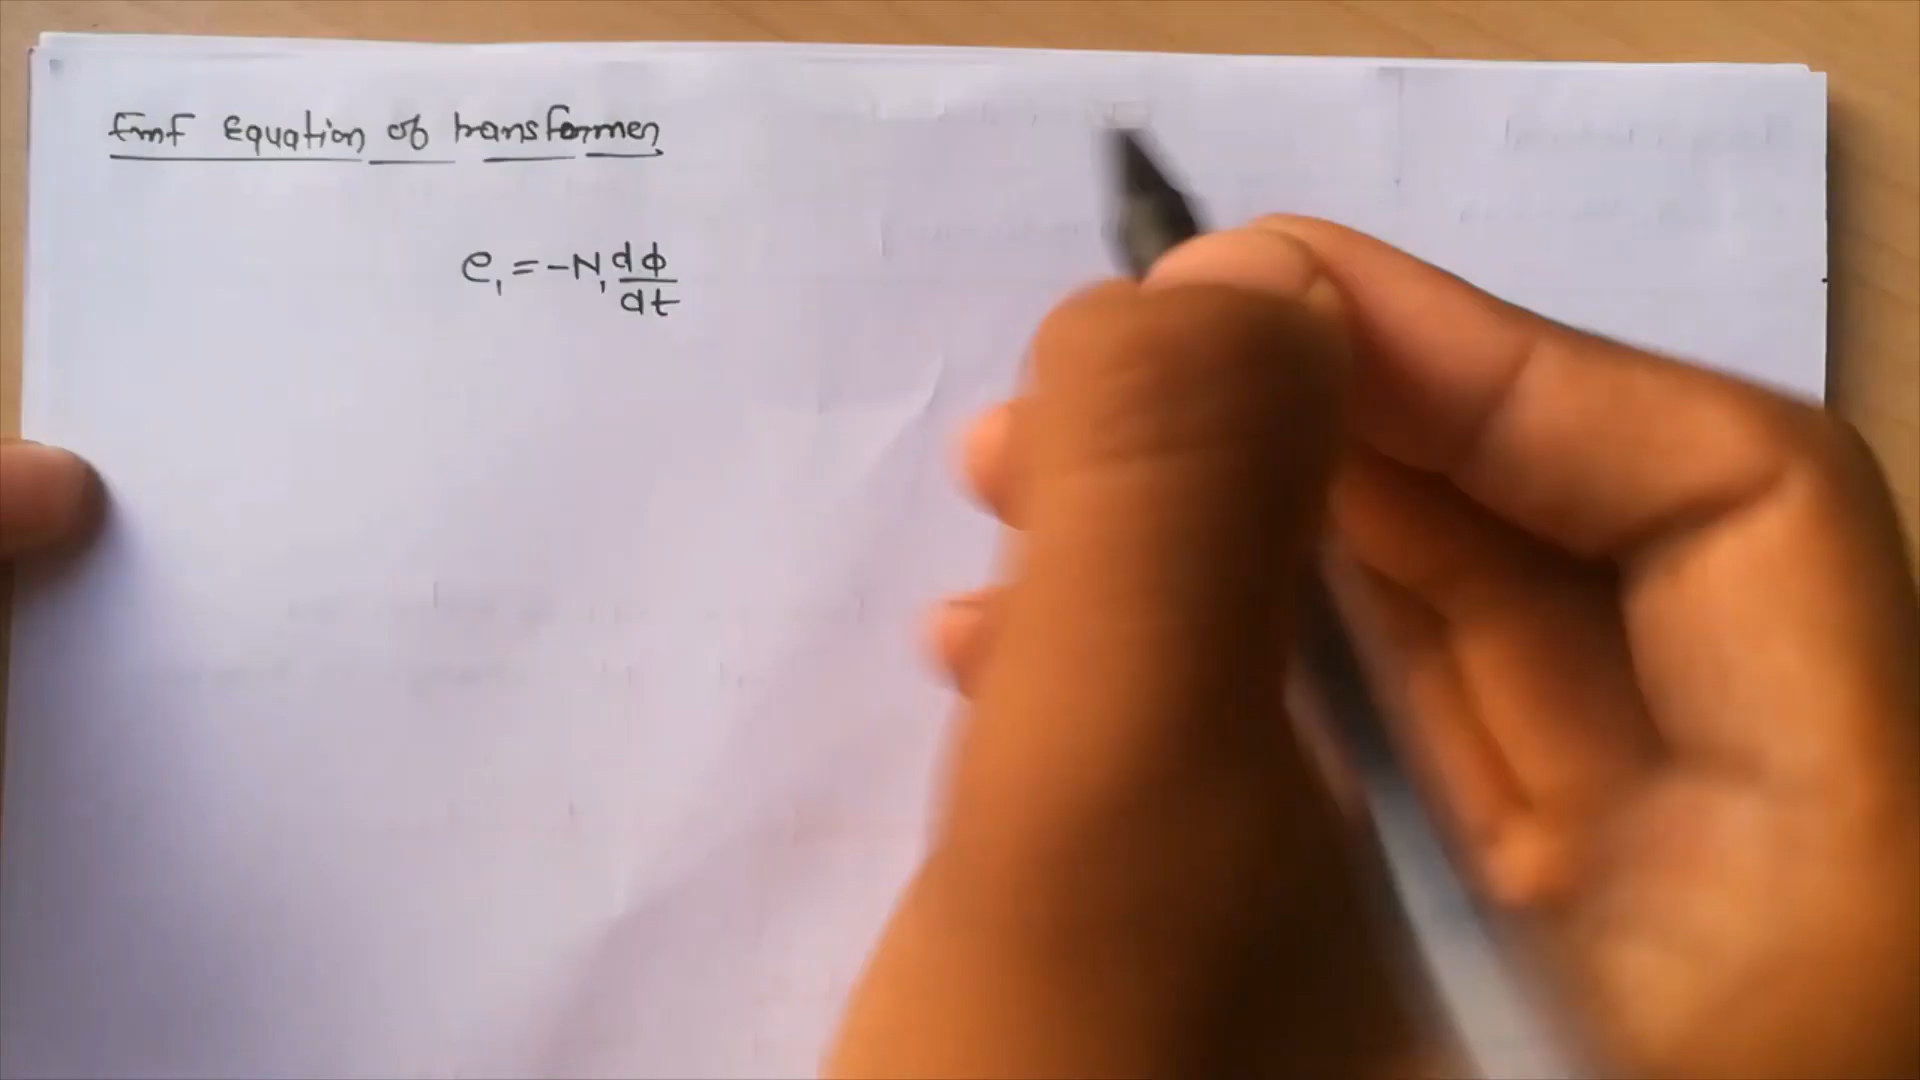 Emf Equation of transformer
e₁ = -N₁ dϕ/dt